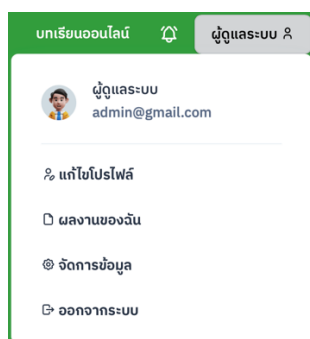 บทเรียนออนไลน์ ผู้ดูแลระบบ
ผู้ดูแลระบบ
admin@gmail.com
แก้ไขโปรไฟล์
ผลงานของฉัน
จัดการข้อมูล
ออกจากระบบ